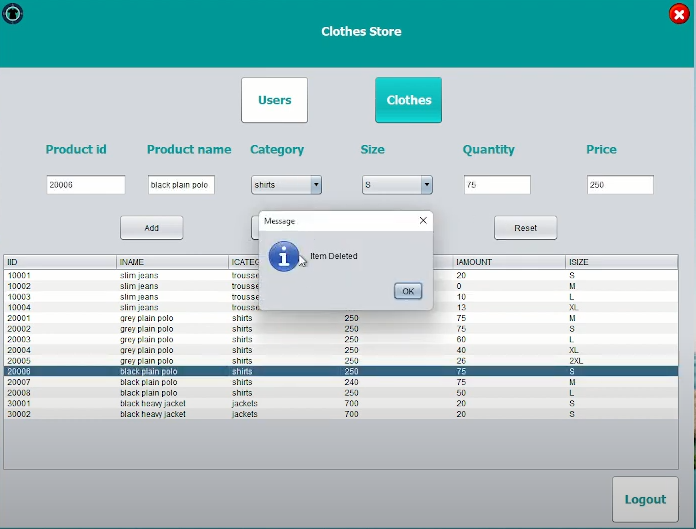 Clothes Store
Users Clothes
Product id Product name Category Size Quantity Price
20006 black plain polo shirts S 75 250
Add Reset
Message
Item Deleted
OK
IID INAME ICATEG IAMOUNT ISIZE
10001 slim jeans trousse 20 S
10002 slim jeans trousse 0 M
10003 slim jeans trousse 10 L
10004 slim jeans trousse 13 XL
20001 grey plain polo shirts 250 75 M
20002 grey plain polo shirts 250 75 S
20003 grey plain polo shirts 250 60 L
20004 grey plain polo shirts 250 40 XL
20005 grey plain polo shirts 250 26 2XL
20006 black plain polo shirts 250 75 S
20007 black plain polo shirts 240 75 M
20008 black plain polo shirts 250 50 L
30001 black heavy jacket jackets 700 20 S
30002 black heavy jacket jackets 700 20 S
Logout